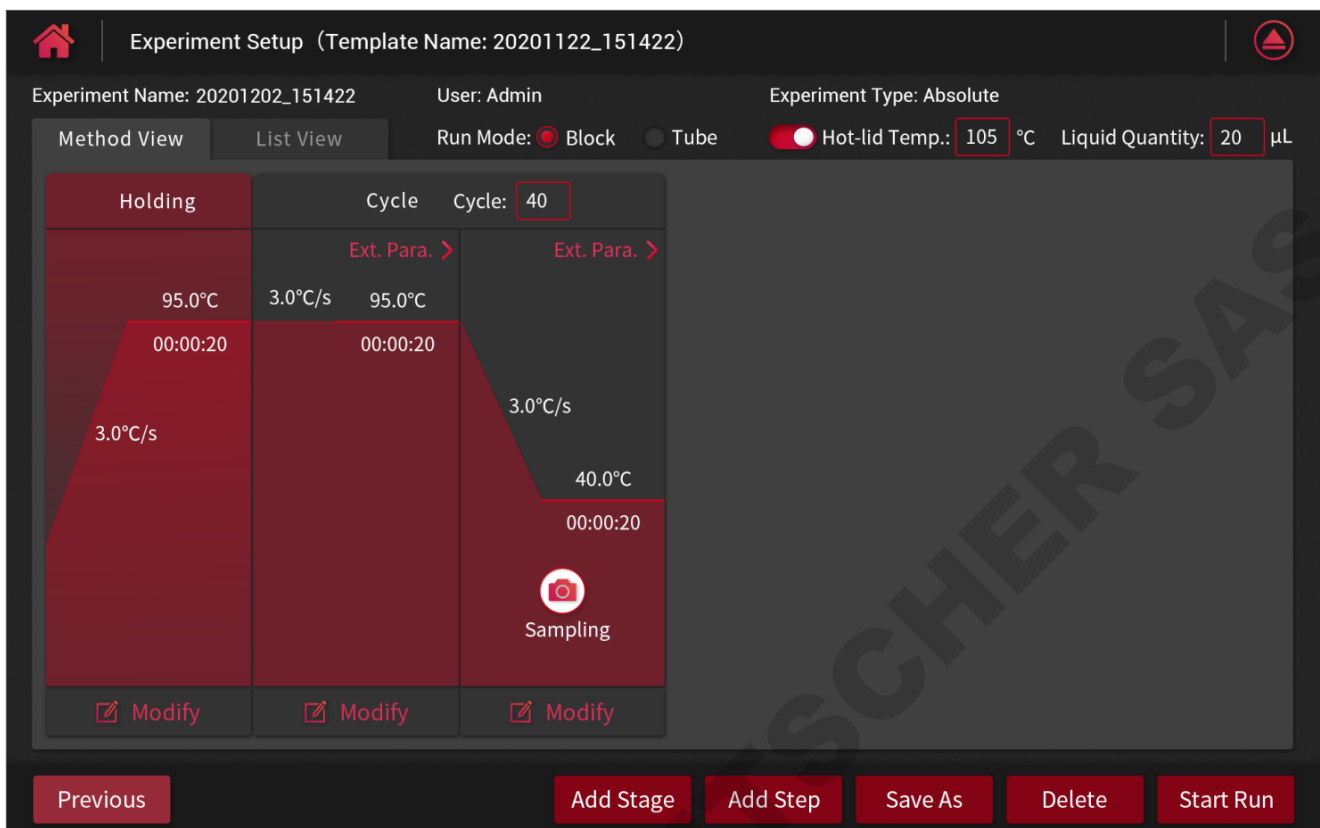 Experiment Setup（Template Name: 20201122_151422）
Experiment Name: 20201202_151422 User: Admin Experiment Type: Absolute
Method View List View Run Mode: Block Tube Hot-lid Temp.: 105 °C Liquid Quantity: 20 µL
Holding Cycle Cycle: 40
Ext. Para. Ext. Para.
95.0°C 3.0°C/s 95.0°C
00:00:20 00:00:20
3.0°C/s
3.0°C/s
40.0°C
00:00:20
Sampling
Modify Modify Modify
Previous Add Stage Add Step Save As Delete Start Run
TSCHER SAS